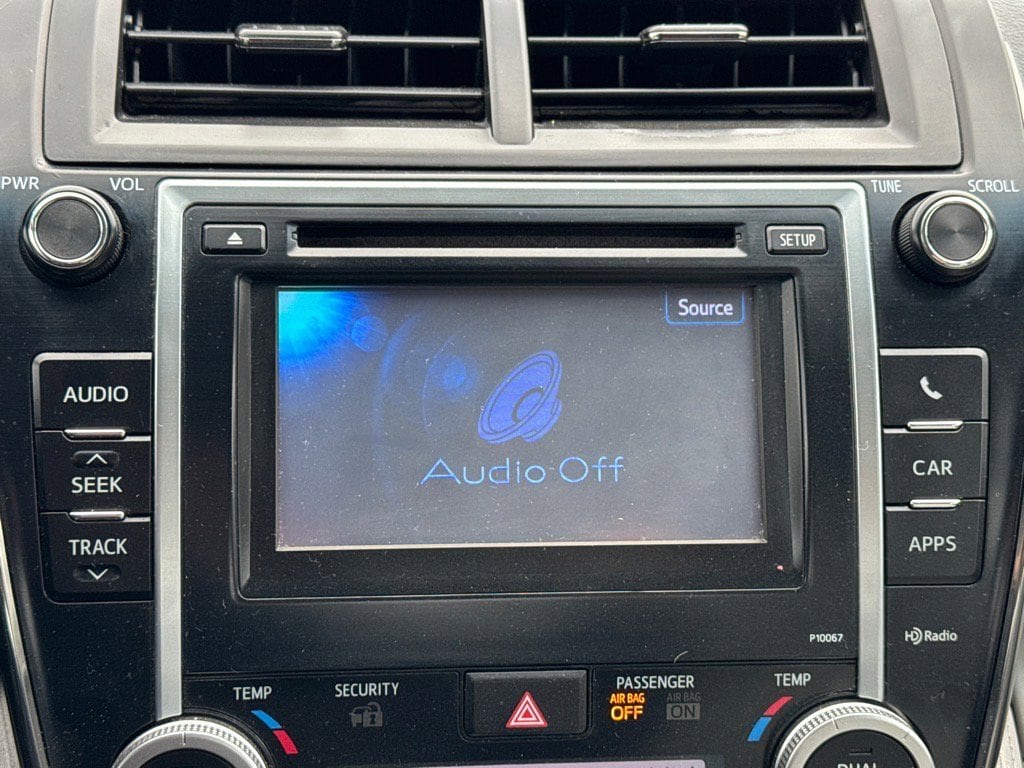 PWR VOL
TUNE SCROLL
SETUP
Source
AUDIO
SEEK
TRACK
Audio Off
CAR
APPS
P10067
HD Radio
TEMP
SECURITY
PASSENGER
AIR BAG
OFF
AIR BAG
ON
TEMP
DUAL